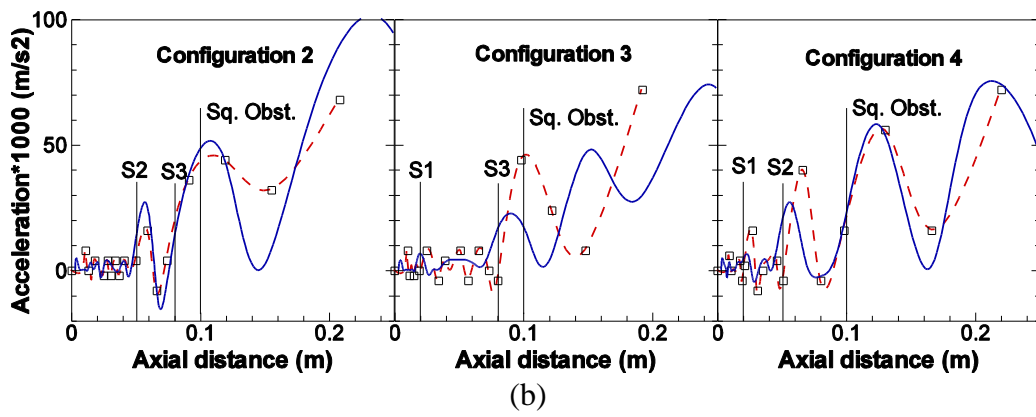 100
50
0
Acceleration*1000 (m/s2)
Configuration 2
Sq. Obst.
S2
S3
0
0.1
0.2
Axial distance (m)
Configuration 3
Sq. Obst.
S1
S3
0
0.1
0.2
Axial distance (m)
Configuration 4
Sq. Obst.
S1
S2
0
0.1
0.2
Axial distance (m)
(b)